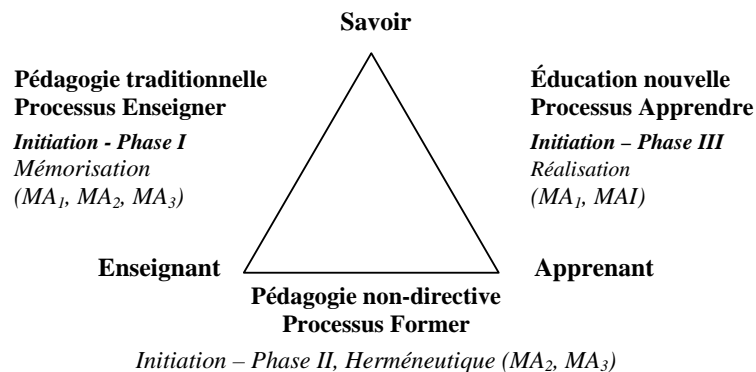 Savoir
Pédagogie traditionnelle
Processus Enseigner
Initiation - Phase I
Mémorisation
(MA₁, MA₂, MA₃)
Éducation nouvelle
Processus Apprendre
Initiation – Phase III
Réalisation
(MA₁, MAI)
Enseignant
Apprenant
Pédagogie non-directive
Processus Former
Initiation – Phase II, Herméneutique (MA₂, MA₃)